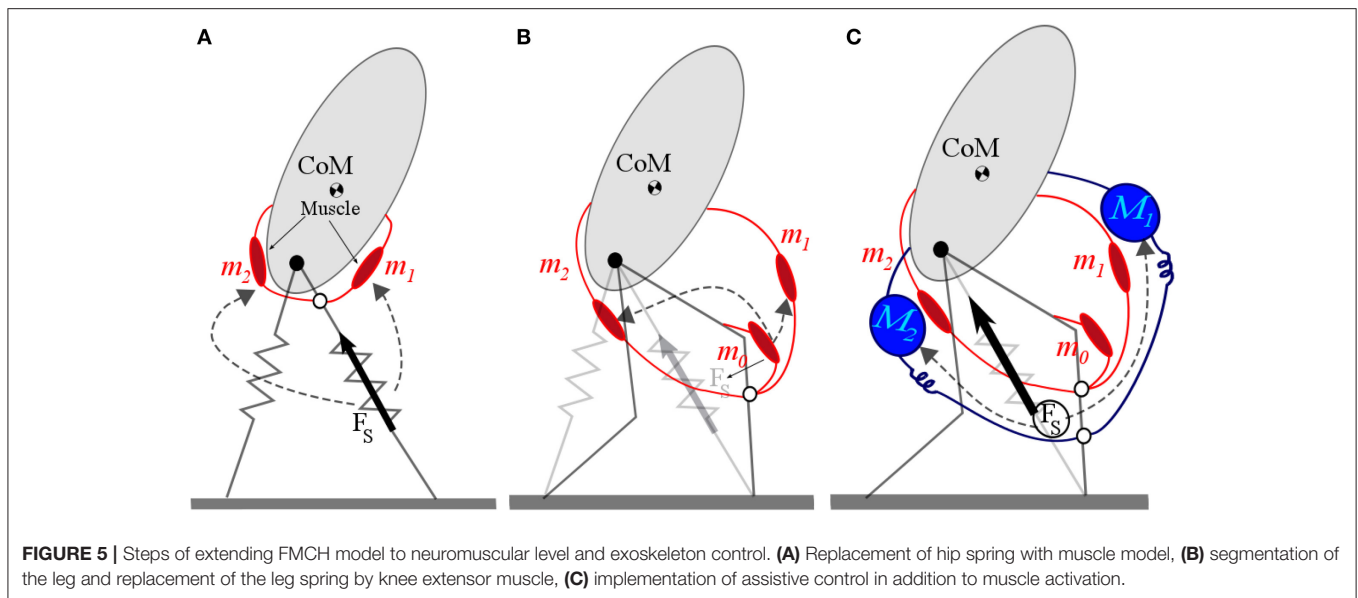 A
B
C
CoM
Muscle
m₂
m₁
F_S
CoM
m₂
m₁
m₀
F_S
CoM
m₂
m₁
m₀
M₁
M₂
F_S
FIGURE 5 | Steps of extending FMCH model to neuromuscular level and exoskeleton control. (A) Replacement of hip spring with muscle model, (B) segmentation of
the leg and replacement of the leg spring by knee extensor muscle, (C) implementation of assistive control in addition to muscle activation.